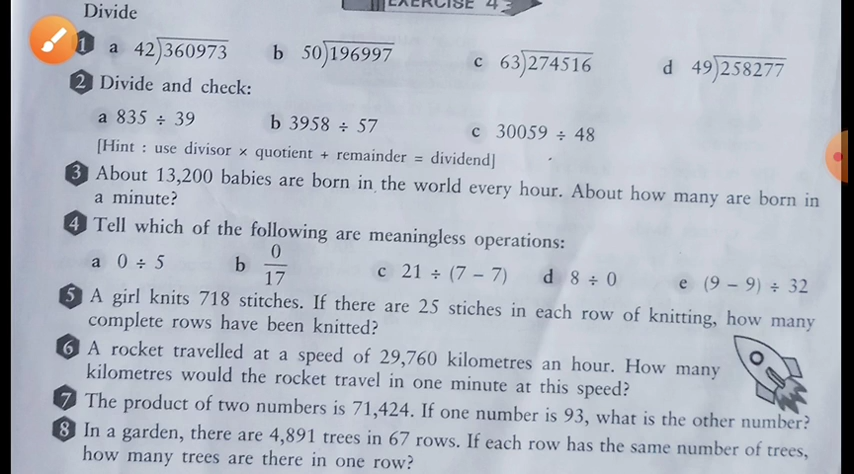 EXERCISE 4
Divide
1 a 42)360973 b 50)196997 c 63)274516 d 49)258277
2 Divide and check:
a 835 ÷ 39 b 3958 ÷ 57 c 30059 ÷ 48
[Hint : use divisor × quotient + remainder = dividend]
3 About 13,200 babies are born in the world every hour. About how many are born in
a minute?
4 Tell which of the following are meaningless operations:
a 0 ÷ 5 b 0/17 c 21 ÷ (7 – 7) d 8 ÷ 0 e (9 – 9) ÷ 32
5 A girl knits 718 stitches. If there are 25 stiches in each row of knitting, how many
complete rows have been knitted?
6 A rocket travelled at a speed of 29,760 kilometres an hour. How many
kilometres would the rocket travel in one minute at this speed?
7 The product of two numbers is 71,424. If one number is 93, what is the other number?
8 In a garden, there are 4,891 trees in 67 rows. If each row has the same number of trees,
how many trees are there in one row?